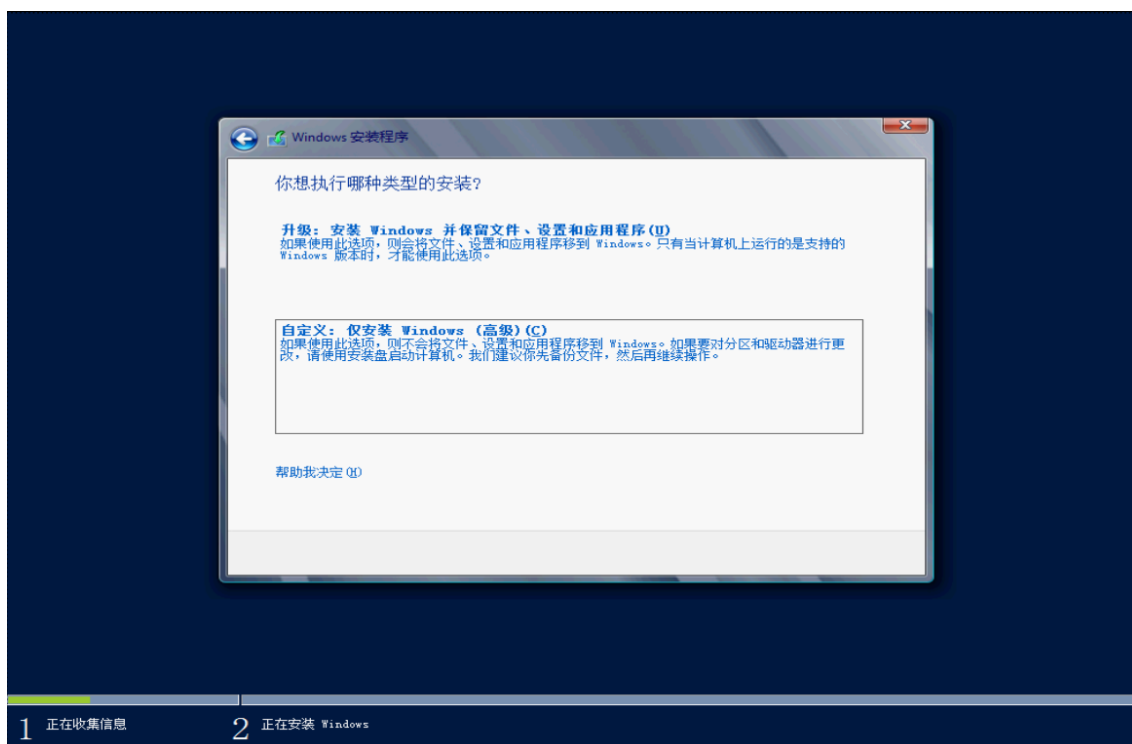 Windows 安装程序
你想执行哪种类型的安装?
升级: 安装 Windows 并保留文件、设置和应用程序(U)
如果使用此选项，则会将文件、设置和应用程序移到 Windows。只有当计算机上运行的是支持的
Windows 版本时，才能使用此选项。
自定义: 仅安装 Windows (高级)(C)
如果使用此选项，则不会将文件、设置和应用程序移到 Windows。如果要对分区和驱动器进行更
改，请使用安装盘启动计算机。我们建议你先备份文件，然后再继续操作。
帮助我决定(H)
1 正在收集信息
2 正在安装 Windows